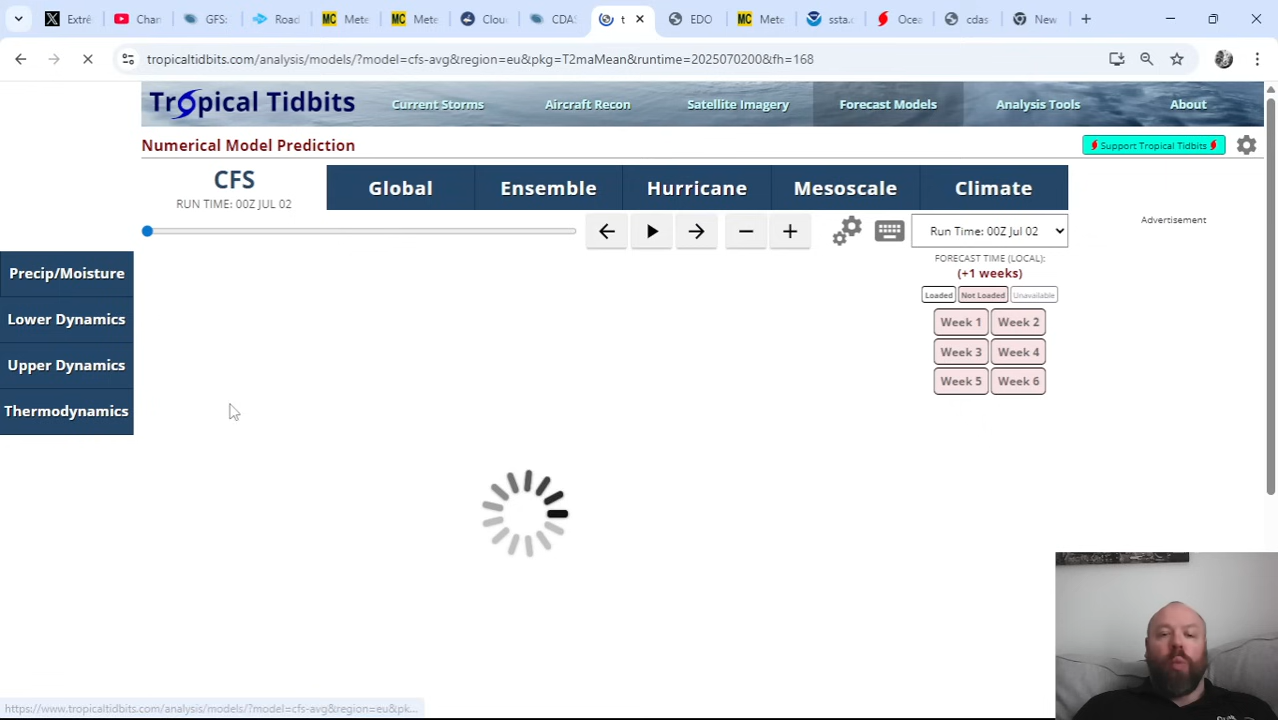 Extrê
Char
GFS:
Road
Mete
Mete
Clou
CDAS
t
EDO
Mete
ssta.
Ocea
cdas
New
tropicaltidbits.com/analysis/models/?model=cfs-avg&region=eu&pkg=T2maMean&runtime=2025070200&fh=168
Tropical Tidbits
Current Storms
Aircraft Recon
Satellite Imagery
Forecast Models
Analysis Tools
About
Numerical Model Prediction
Support Tropical Tidbits
CFS
RUN TIME: 00Z JUL 02
Global
Ensemble
Hurricane
Mesoscale
Climate
Run Time: 00Z Jul 02
Advertisement
FORECAST TIME (LOCAL):
(+1 weeks)
Loaded
Not Loaded
Unavailable
Week 1
Week 2
Week 3
Week 4
Week 5
Week 6
Precip/Moisture
Lower Dynamics
Upper Dynamics
Thermodynamics
https://www.tropicaltidbits.com/analysis/models/?model=cfs-avg&region=eu&pk...